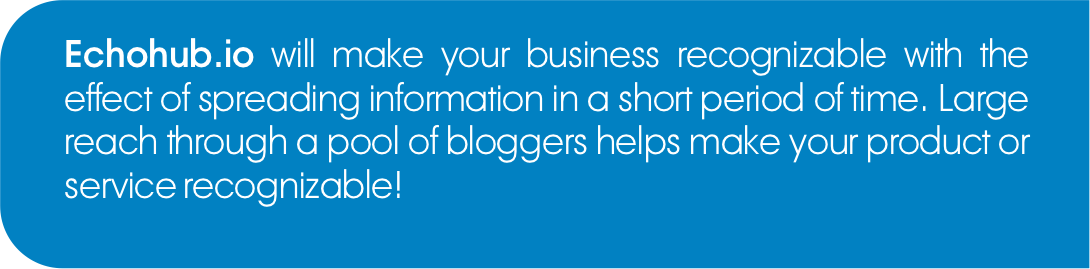 Echohub.io will make your business recognizable with the
effect of spreading information in a short period of time. Large
reach through a pool of bloggers helps make your product or
service recognizable!